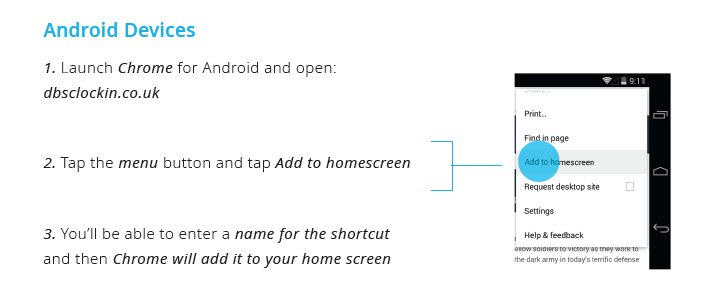 Android Devices
1. Launch Chrome for Android and open:
dbsclockin.co.uk
2. Tap the menu button and tap Add to homescreen
3. You’ll be able to enter a name for the shortcut
and then Chrome will add it to your home screen
9:11
Print...
Find in page
Add to homescreen
Request desktop site
Settings
Help & feedback
soldiers to victory as they work to
the dark army in today's terrific defense